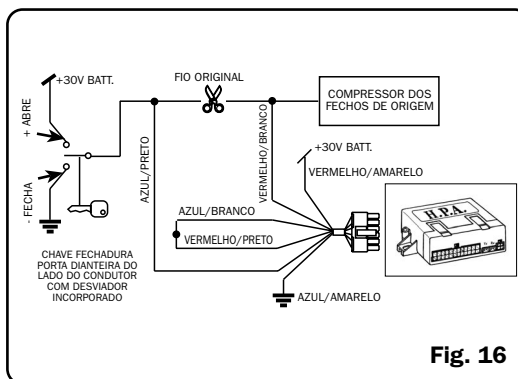 +30V BATT.
FIO ORIGINAL
COMPRESSOR DOS
FECHOS DE ORIGEM
+ ABRE
- FECHA
AZUL/PRETO
VERMELHO/BRANCO
+30V BATT.
VERMELHO/AMARELO
AZUL/BRANCO
VERMELHO/PRETO
H.P.A.
CHAVE FECHADURA
PORTA DIANTEIRA DO
LADO DO CONDUTOR
COM DESVIADOR
INCORPORADO
AZUL/AMARELO
Fig. 16